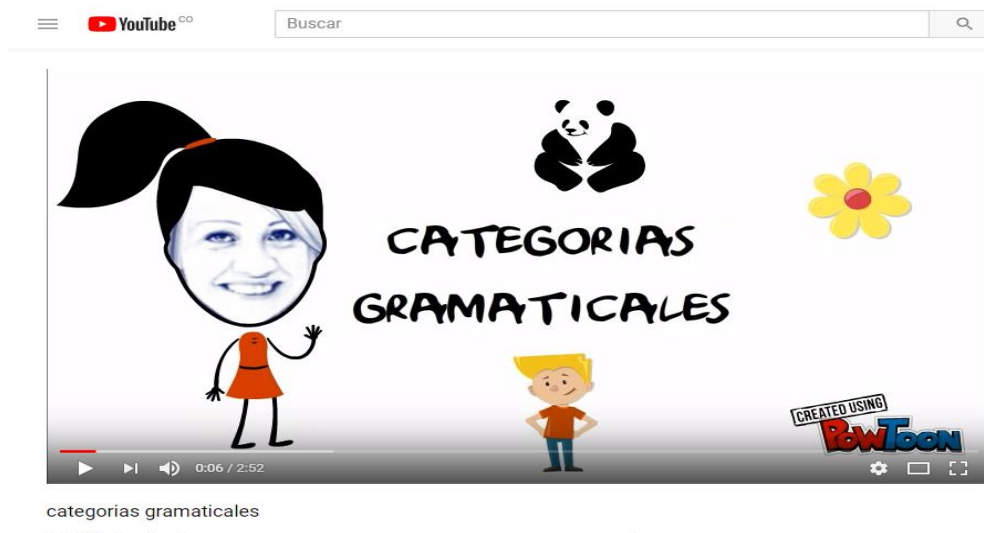 YouTube CO
Buscar
CATEGORIAS
GRAMATICALES
CREATED USING
POWTOON
0:06 / 2:52
categorias gramaticales